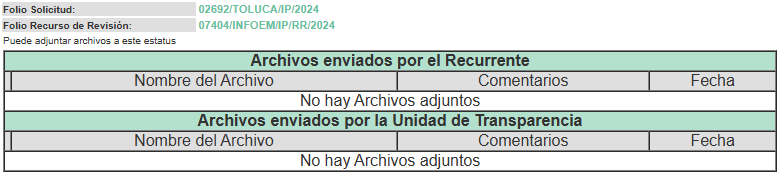 Folio Solicitud: 02692/TOLUCA/IP/2024
Folio Recurso de Revisión: 07404/INFOEM/IP/RR/2024
Puede adjuntar archivos a este estatus
Archivos enviados por el Recurrente
Nombre del Archivo Comentarios Fecha
No hay Archivos adjuntos
Archivos enviados por la Unidad de Transparencia
Nombre del Archivo Comentarios Fecha
No hay Archivos adjuntos